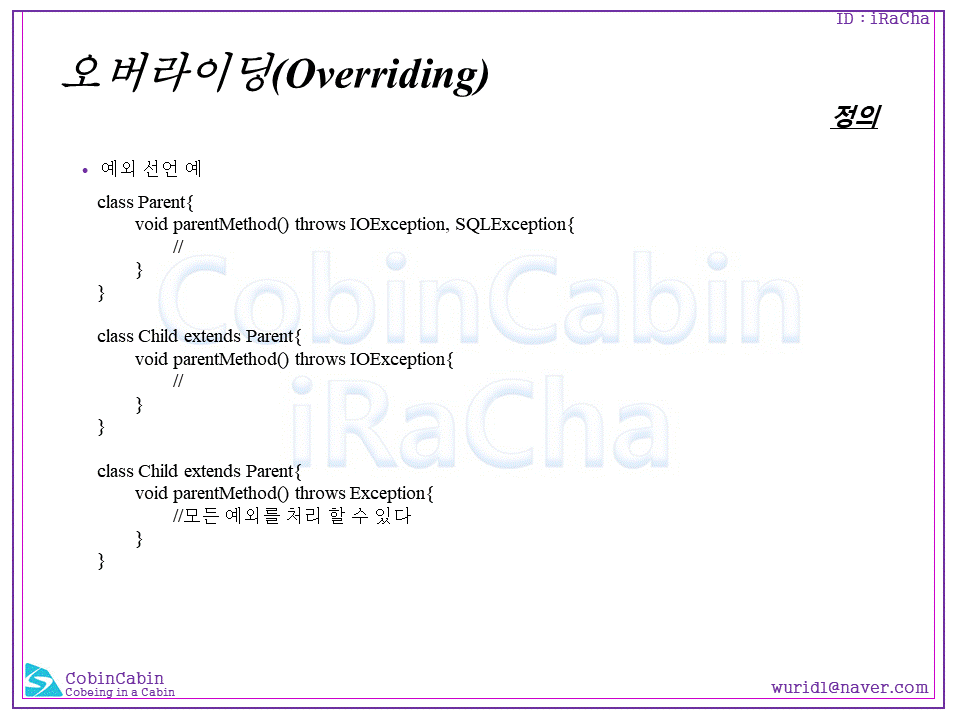 ID : iRaCha
오버라이딩(Overriding)
정의
• 예외 선언 예
class Parent{
void parentMethod() throws IOException, SQLException{
//
}
}
class Child extends Parent{
void parentMethod() throws IOException{
//
}
}
class Child extends Parent{
void parentMethod() throws Exception{
//모든 예외를 처리 할 수 있다
}
}
CobinCabin
iRaCha
CobinCabin
Cobeing in a Cabin
wuridl@naver.com